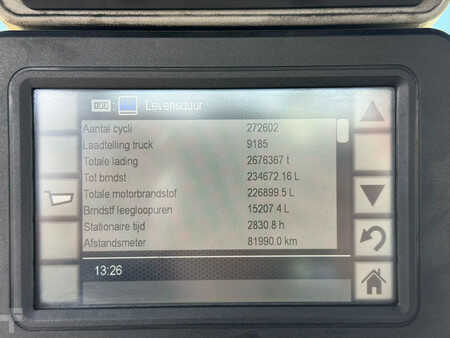 Levensduur
Aantal cycli 272602
Laadtelling truck 9185
Totale lading 2676367 t
Tot brndst 234672.16 L
Totale motorbrandstof 226899.5 L
Brndstf leegloopuren 15207.4 L
Stationaire tijd 2830.8 h
Afstandsmeter 81990.0 km
13:26